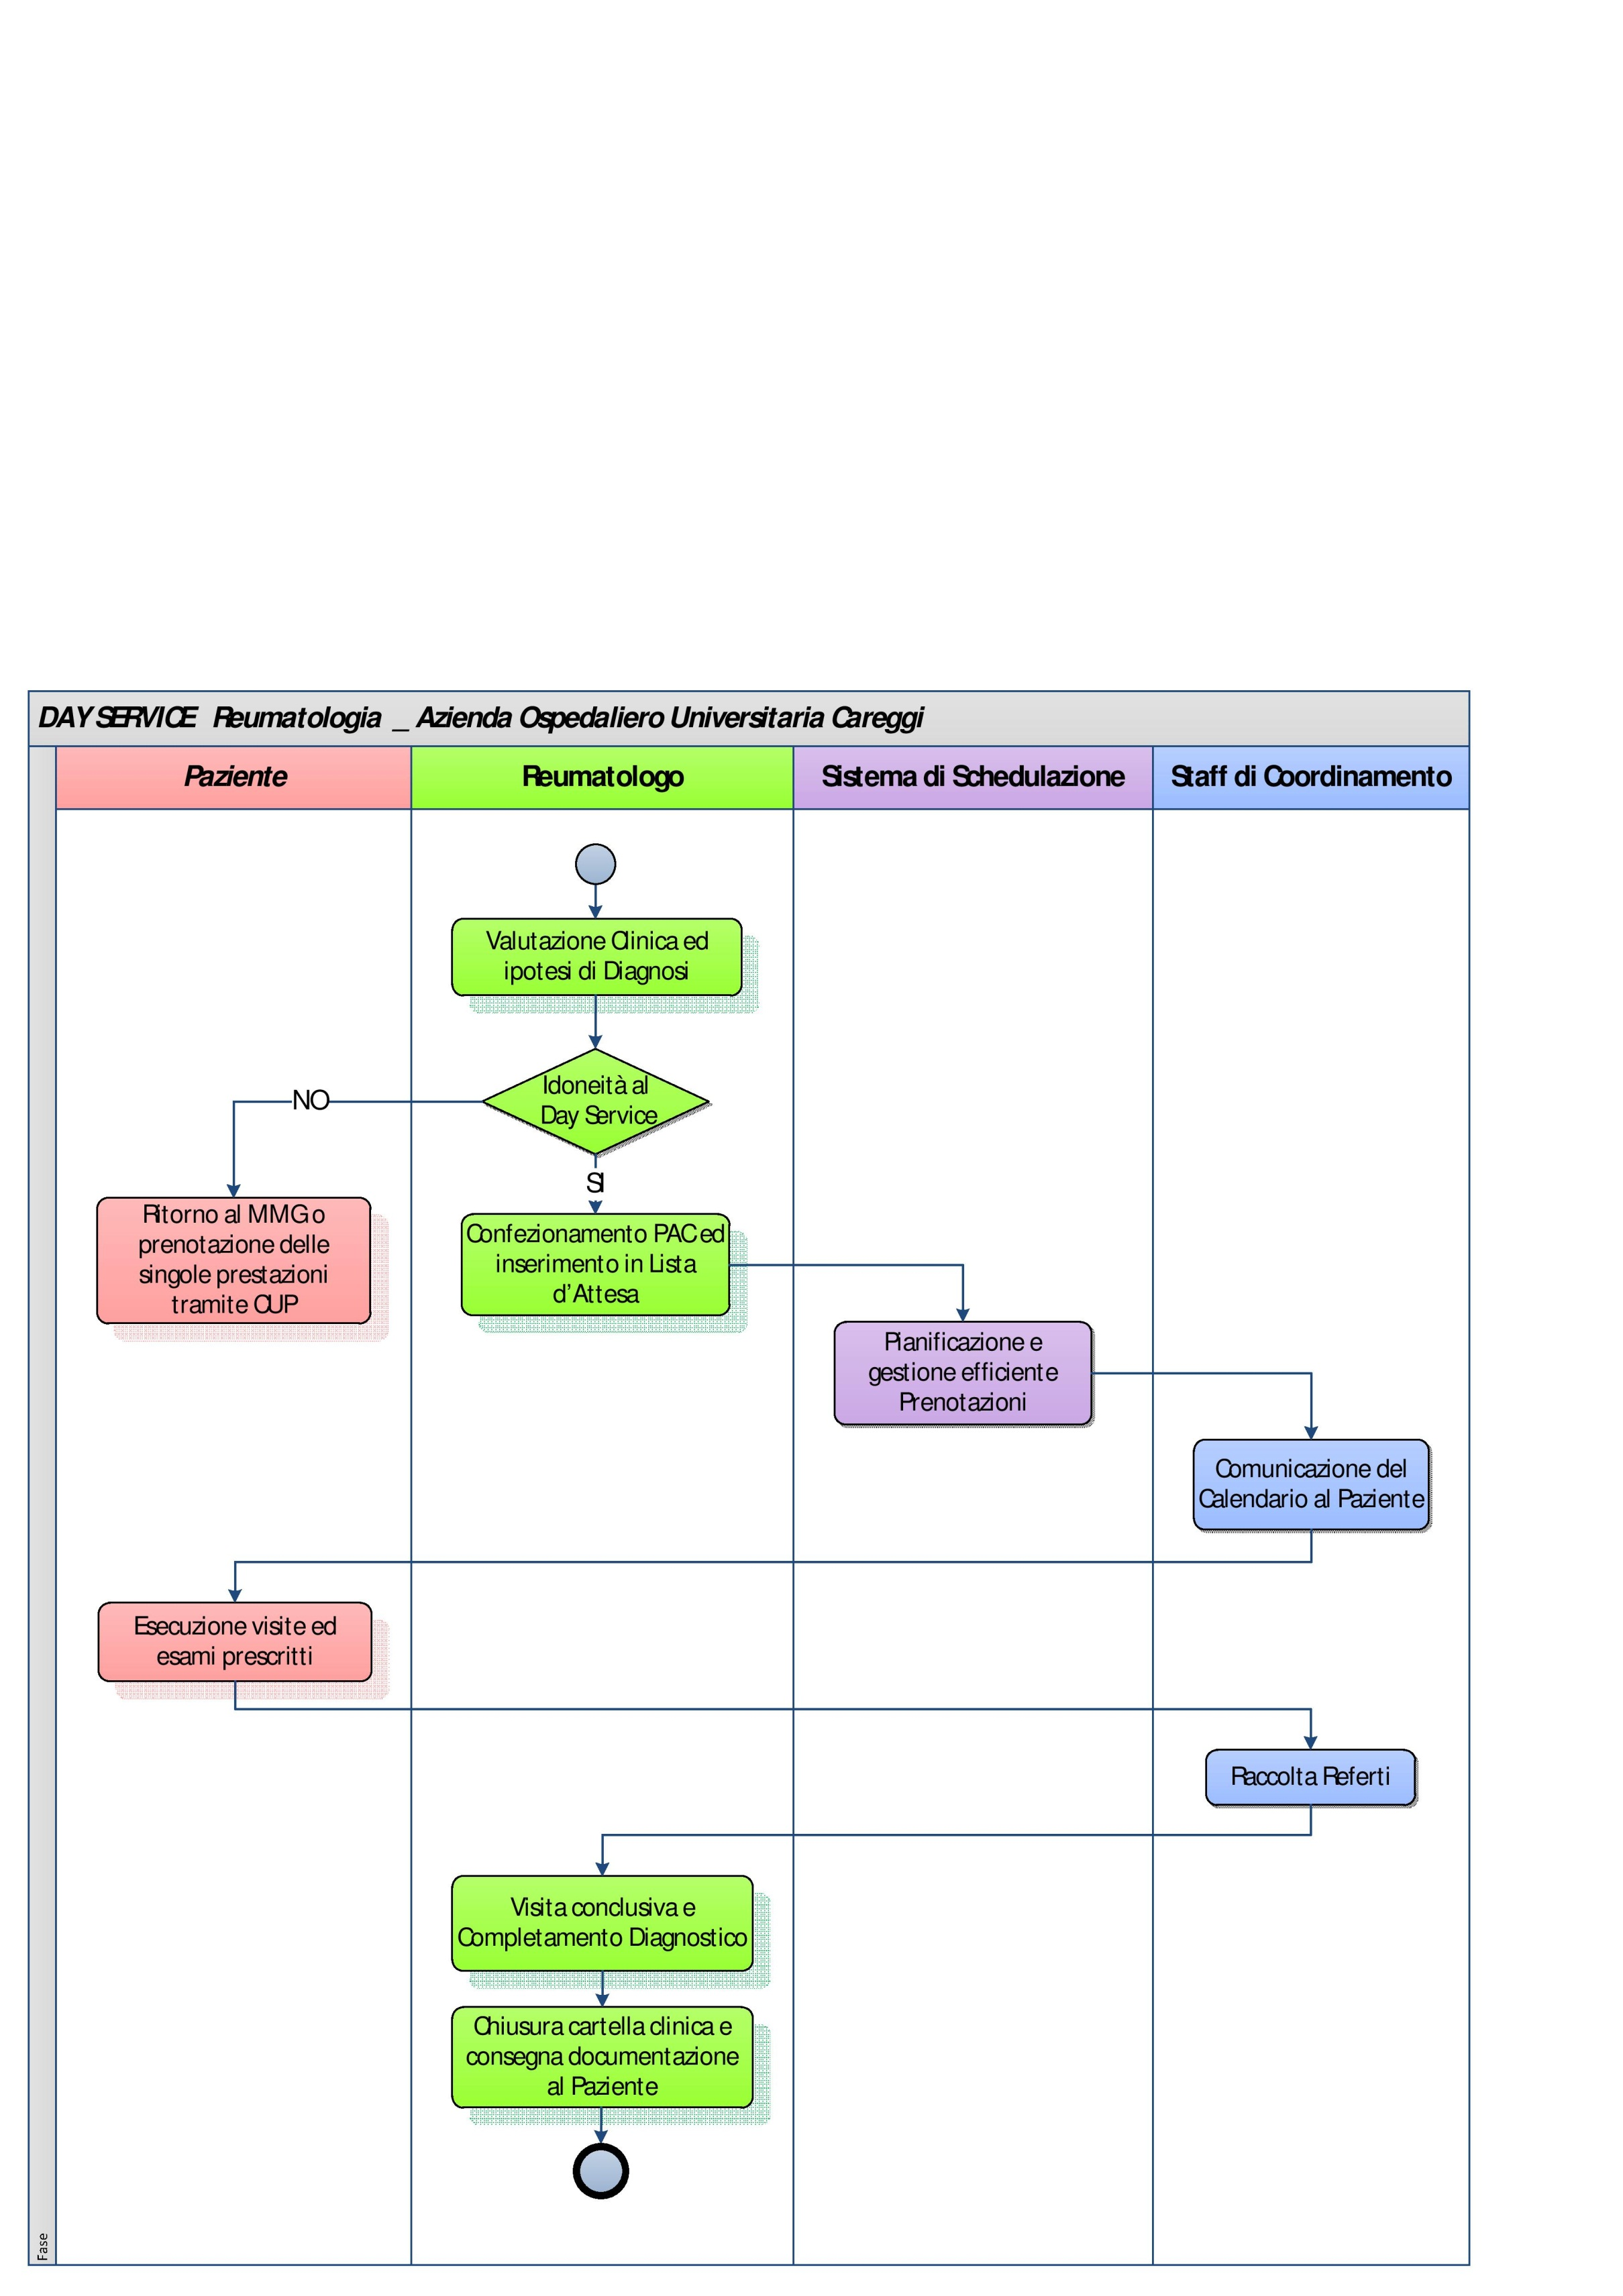 DAY SERVICE Reumatologia _ Azienda Ospedaliero Universitaria Careggi
Paziente
Reumatologo
Sistema di Schedulazione
Staff di Coordinamento
Valutazione Clinica ed
ipotesi di Diagnosi
Idoneità al
Day Service
NO
SI
Ritorno al MMG o
prenotazione delle
singole prestazioni
tramite CUP
Confezionamento PAC ed
inserimento in Lista
d'Attesa
Pianificazione e
gestione efficiente
Prenotazioni
Comunicazione del
Calendario al Paziente
Esecuzione visite ed
esami prescritti
Raccolta Referti
Visita conclusiva e
Completamento Diagnostico
Chiusura cartella clinica e
consegna documentazione
al Paziente
Fase